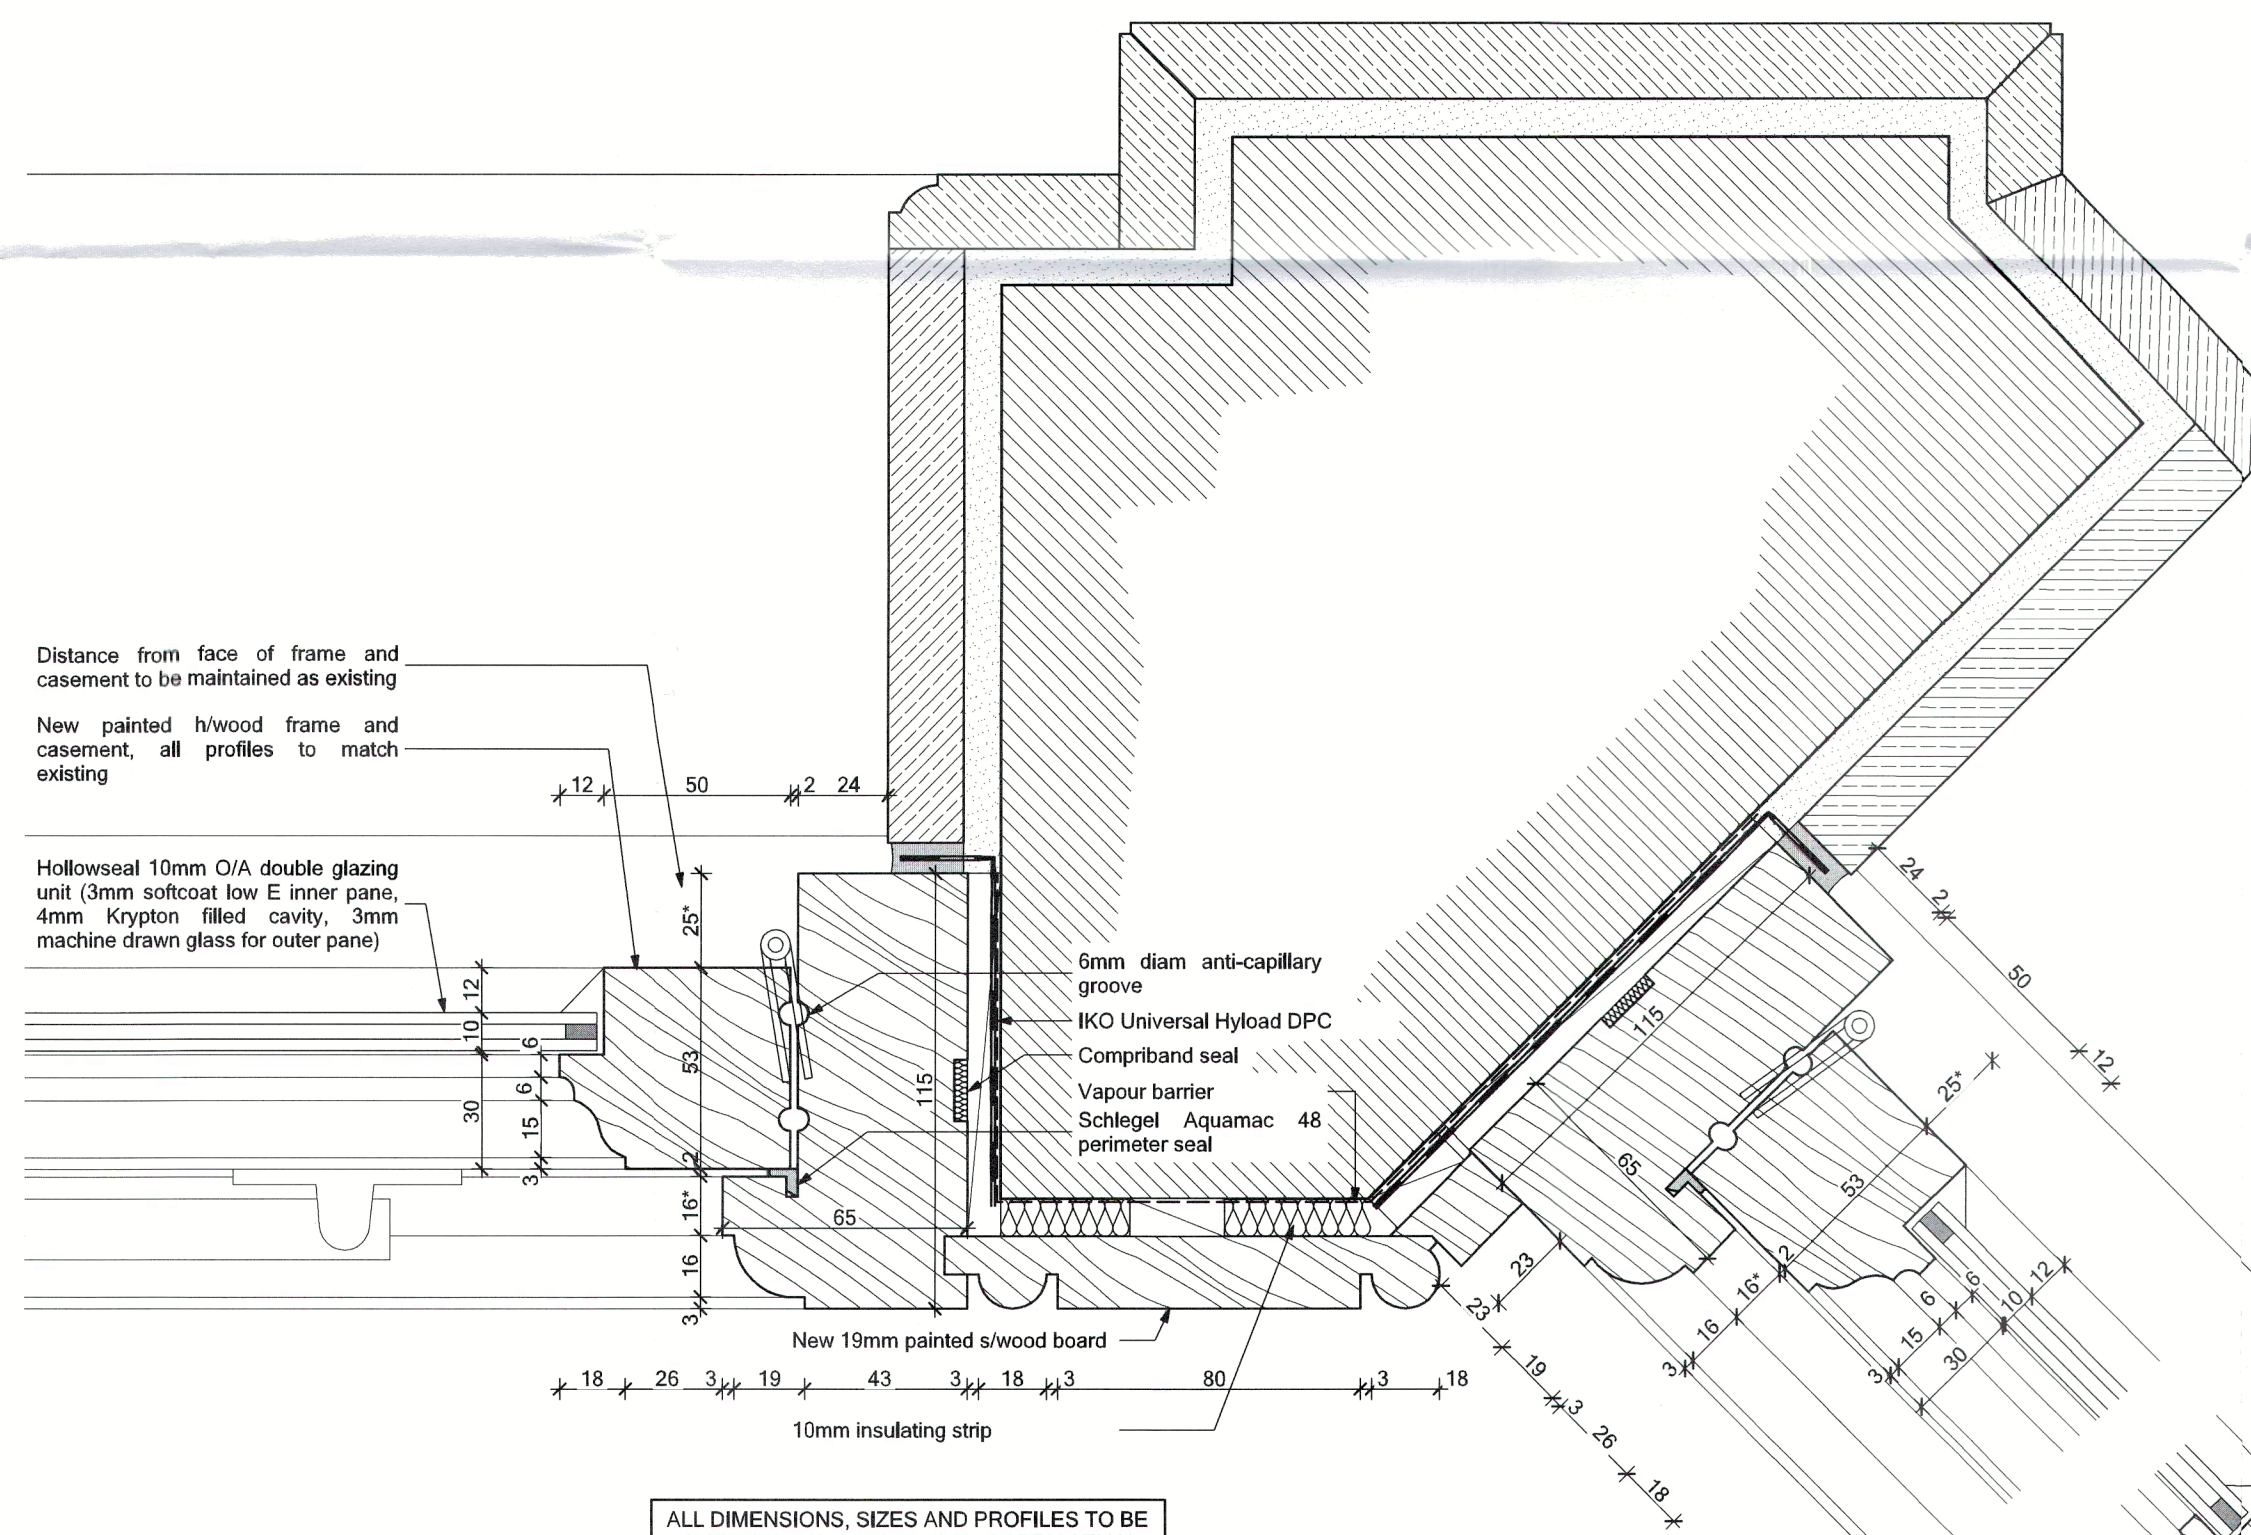 Distance from face of frame and
casement to be maintained as existing
New painted h/wood frame and
casement, all profiles to match
existing
12 50 2 24
Hollowseal 10mm O/A double glazing
unit (3mm softcoat low E inner pane,
4mm Krypton filled cavity, 3mm
machine drawn glass for outer pane)
25*
12
10
6
53
6
30
15
2
3
16*
16
3
115
65
6mm diam anti-capillary
groove
IKO Universal Hyload DPC
Compriband seal
Vapour barrier
Schlegel Aquamac 48
perimeter seal
24
2
50
12
115
25*
65
53
23
23
2
16*
16
3
6
12
6
10
15
30
3
19
3
26
18
New 19mm painted s/wood board
18 26 3 19 43 3 18 3 80 3 18
10mm insulating strip
ALL DIMENSIONS, SIZES AND PROFILES TO BE